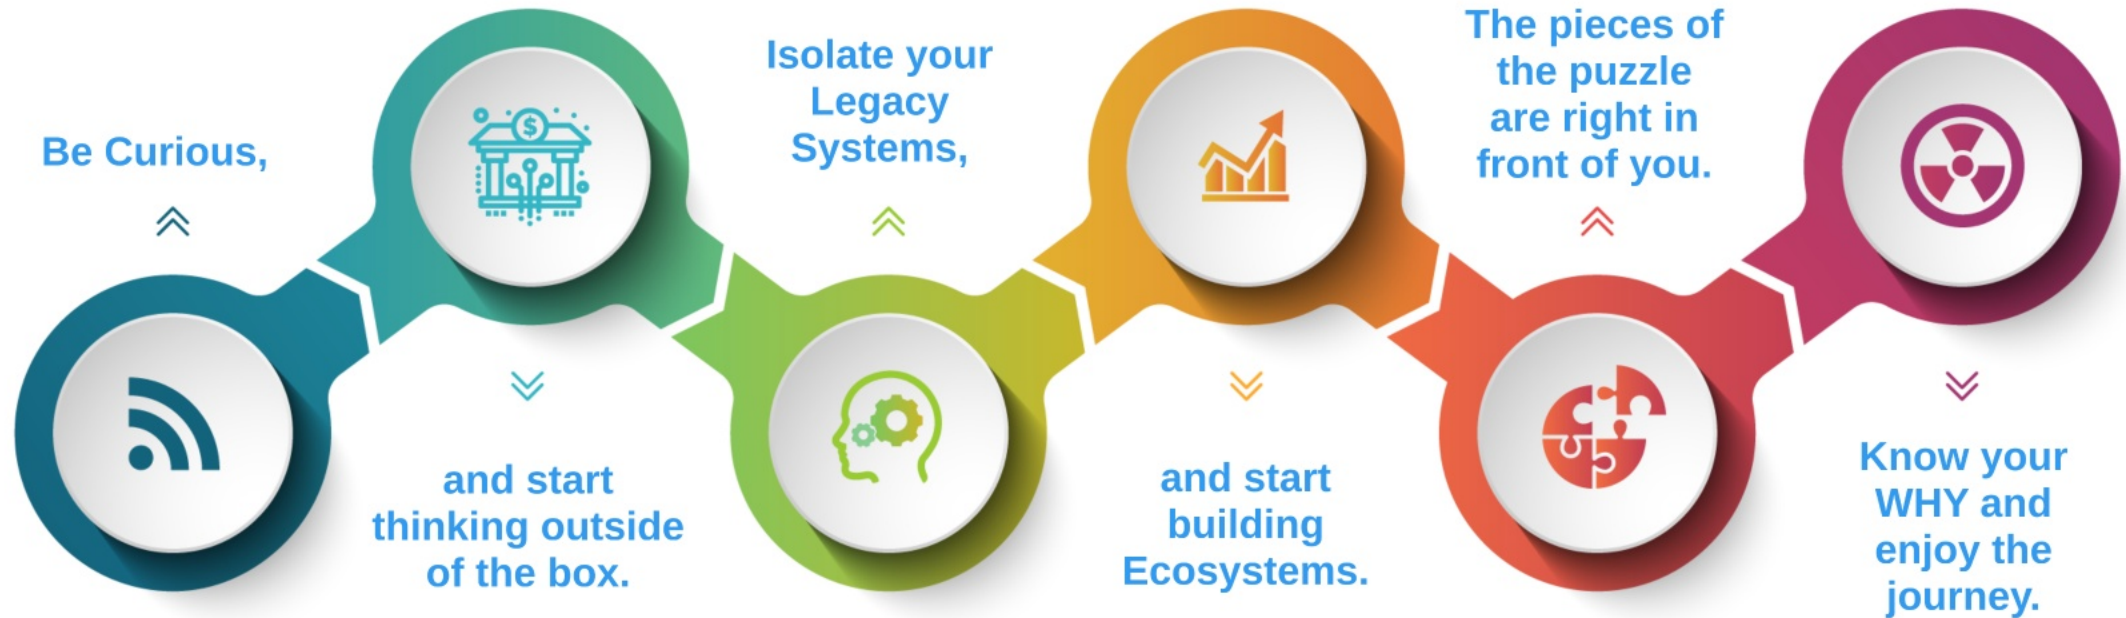 Be Curious,
and start
thinking outside
of the box.
Isolate your
Legacy
Systems,
and start
building
Ecosystems.
The pieces of
the puzzle
are right in
front of you.
Know your
WHY and
enjoy the
journey.
$